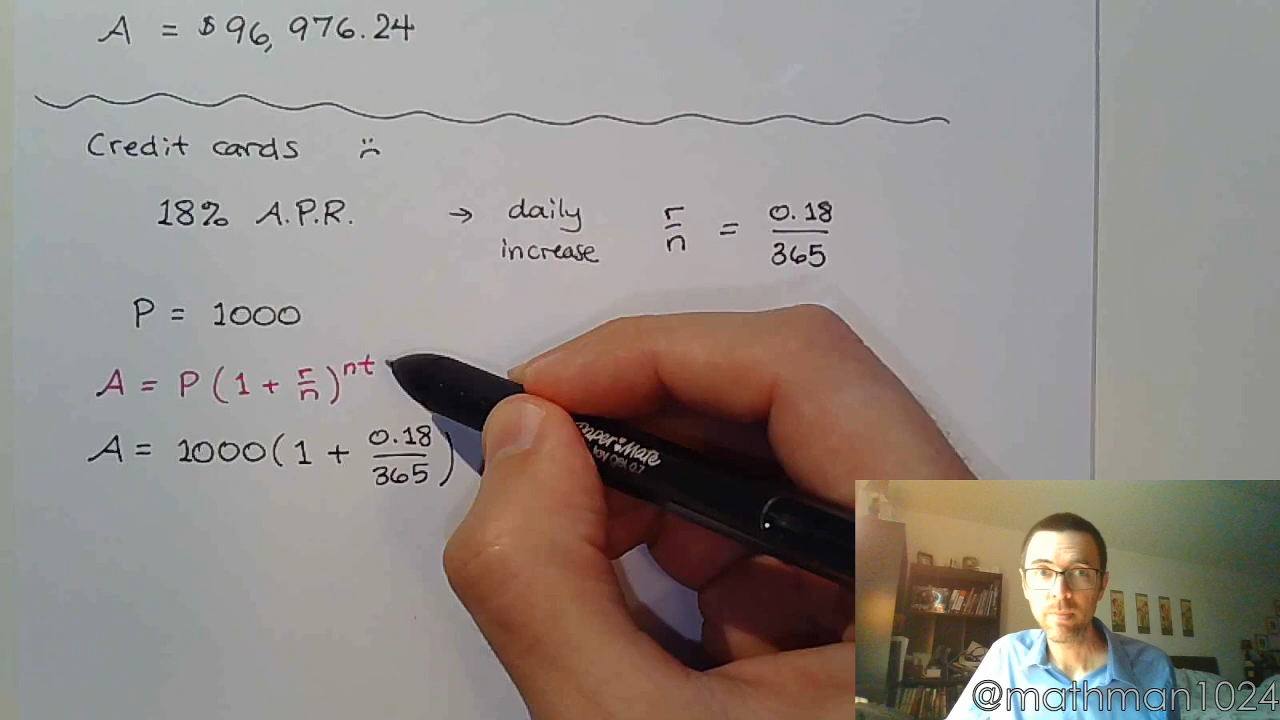 A = $96,976.24
Credit cards
18% A.P.R. → daily increase r/n = 0.18/365
P = 1000
A = P(1 + r/n)^nt
A = 1000(1 + 0.18/365)
Paper Mate
@mathman1024